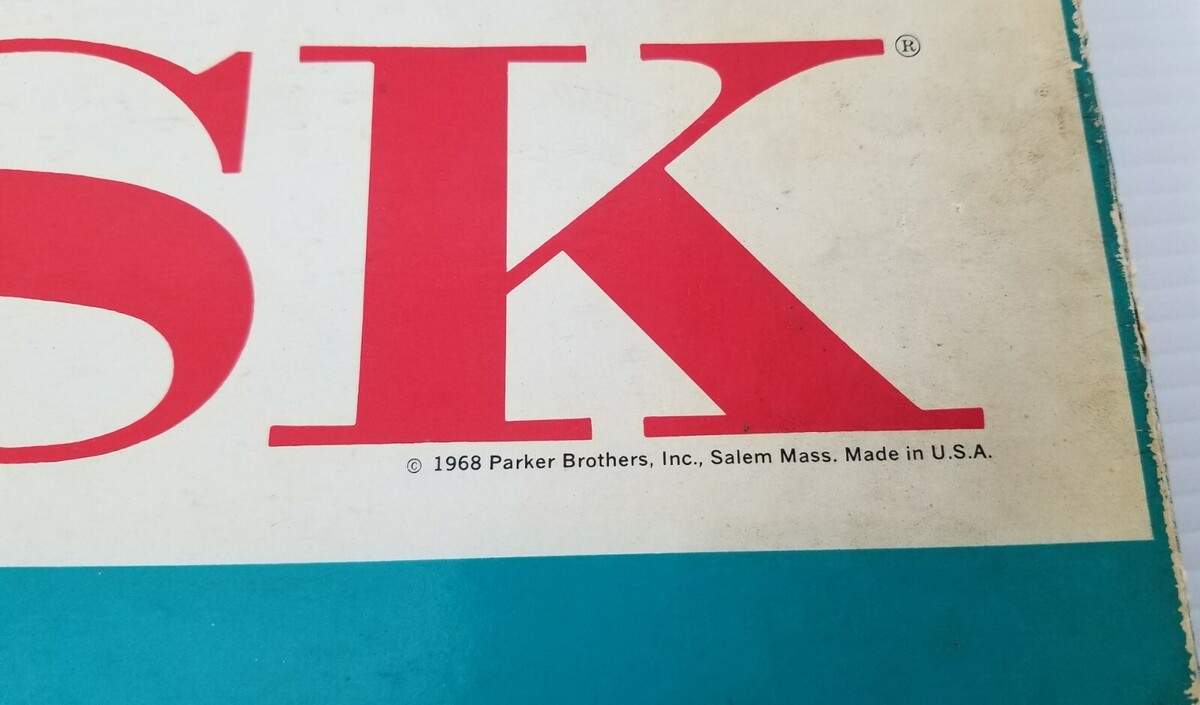 SK ®
© 1968 Parker Brothers, Inc., Salem Mass. Made in U.S.A.